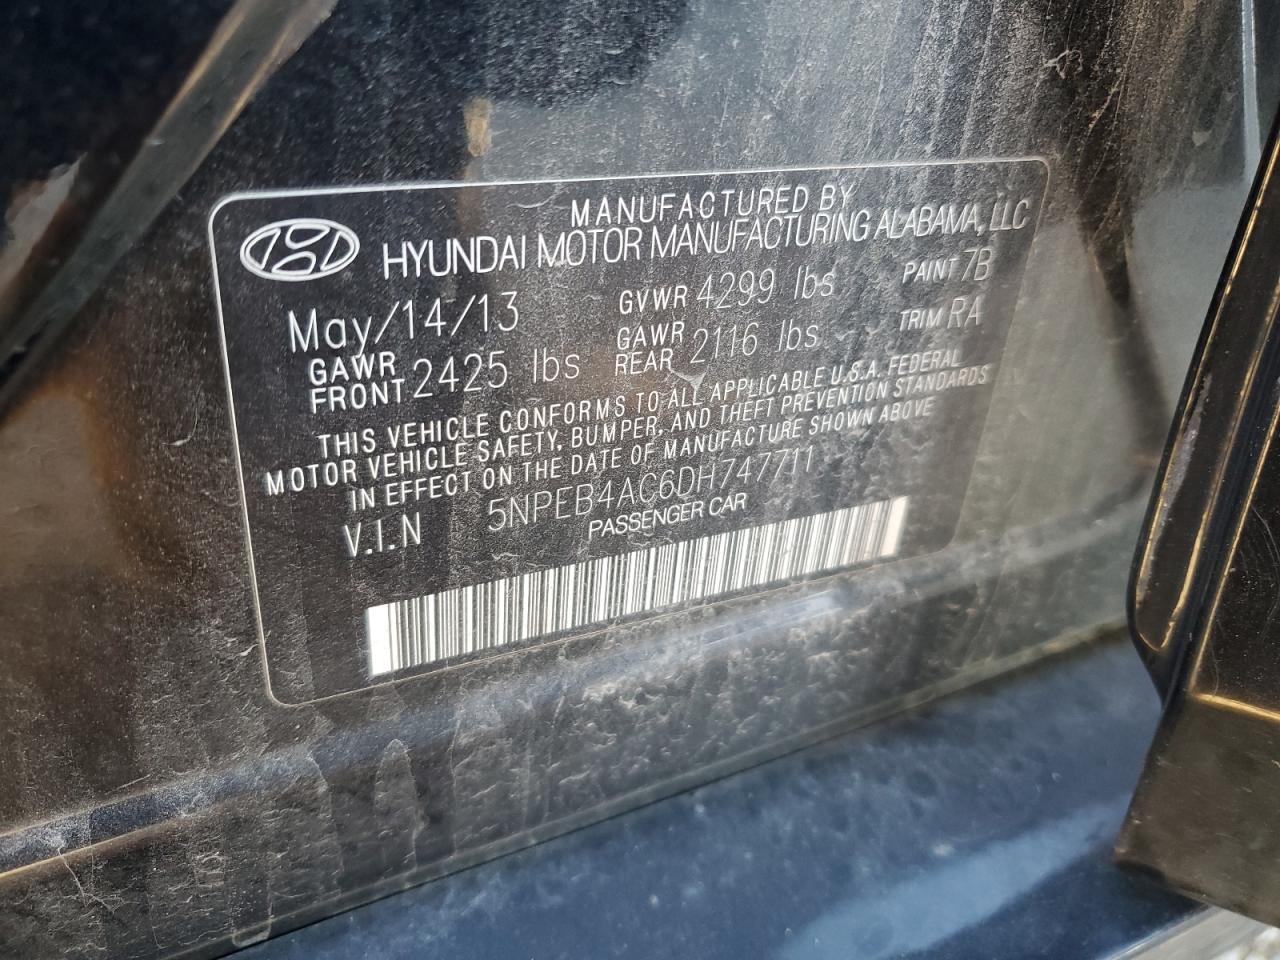 MANUFACTURED BY
HYUNDAI MOTOR MANUFACTURING ALABAMA, LLC
May/14/13 GVWR 4299 lbs PAINT 7B
GAWR FRONT 2425 lbs GAWR REAR 2116 lbs TRIM RA
THIS VEHICLE CONFORMS TO ALL APPLICABLE U.S.A. FEDERAL
MOTOR VEHICLE SAFETY, BUMPER, AND THEFT PREVENTION STANDARDS
IN EFFECT ON THE DATE OF MANUFACTURE SHOWN ABOVE
V.I.N 5NPEB4AC6DH747711
PASSENGER CAR